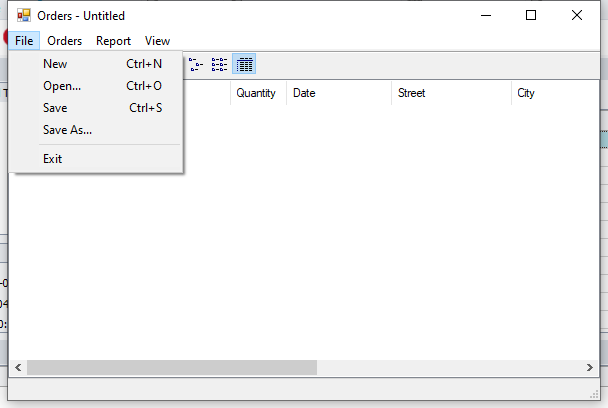 Orders - Untitled
File Orders Report View
New Ctrl+N
Open... Ctrl+O
Save Ctrl+S
Save As...
Exit
Quantity Date Street City